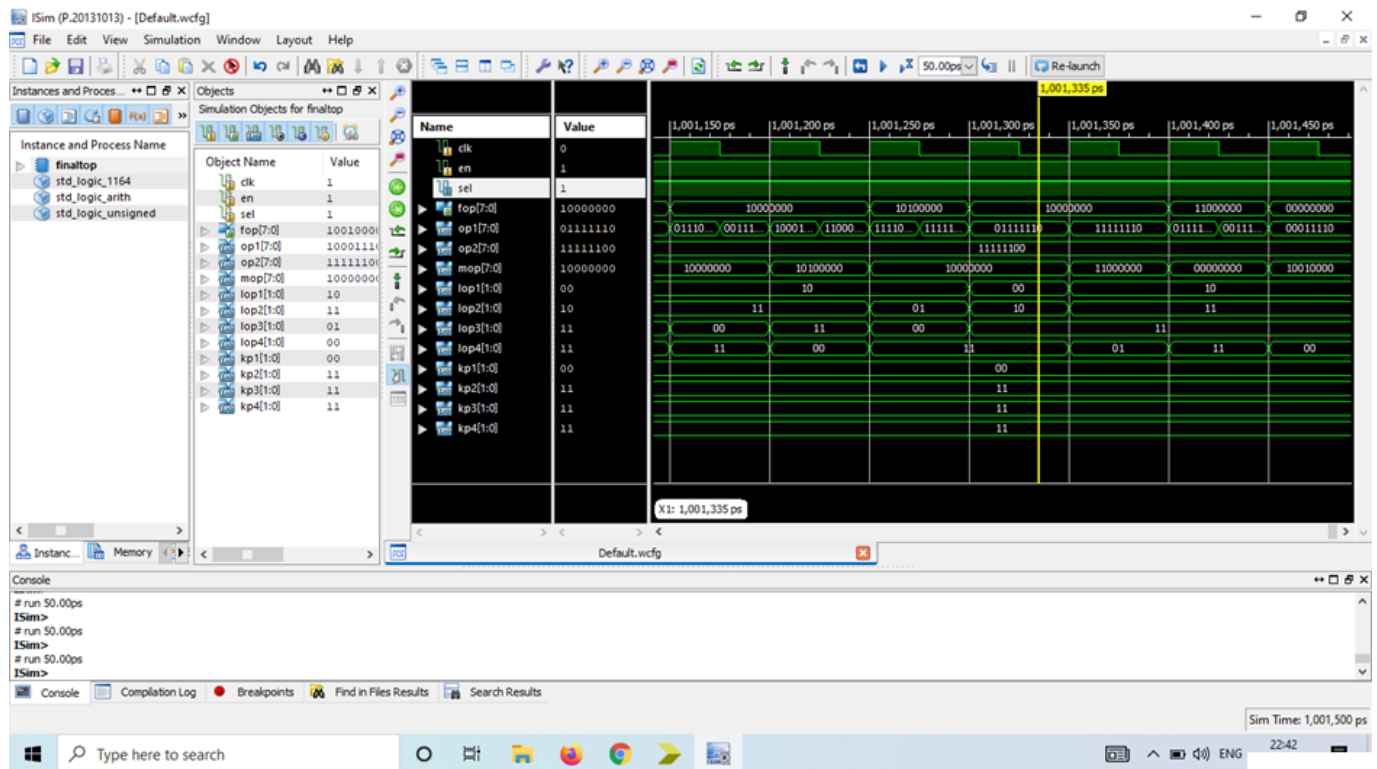 ISim (P.20131013) - [Default.wcfg]
File Edit View Simulation Window Layout Help
50.00ps Re-launch
Instances and Proces...
Instance and Process Name
finaltop
std_logic_1164
std_logic_arith
std_logic_unsigned
Instanc... Memory
Objects
Simulation Objects for finaltop
Object Name Value
clk 1
en 1
sel 1
fop[7:0] 1001000
op1[7:0] 1000111
op2[7:0] 1111110
mop[7:0] 1000000
lop1[1:0] 10
lop2[1:0] 11
lop3[1:0] 01
lop4[1:0] 00
kp1[1:0] 00
kp2[1:0] 11
kp3[1:0] 11
kp4[1:0] 11
1,001,335 ps
Name Value 1,001,150 ps 1,001,200 ps 1,001,250 ps 1,001,300 ps 1,001,350 ps 1,001,400 ps 1,001,450 ps
clk 0
en 1
sel 1
fop[7:0] 10000000 10000000 10100000 10000000 11000000 00000000
op1[7:0] 01111110 01110... 00111... 10001... 11000... 11110... 11111... 01111110 11111110 01111... 00111... 00011110
op2[7:0] 11111100 11111100
mop[7:0] 10000000 10000000 10100000 10000000 11000000 00000000 10010000
lop1[1:0] 00 10 00 10
lop2[1:0] 10 11 01 10 11
lop3[1:0] 11 00 11 00 11
lop4[1:0] 11 11 00 11 01 11 00
kp1[1:0] 00 00
kp2[1:0] 11 11
kp3[1:0] 11 11
kp4[1:0] 11 11
X1: 1,001,335 ps
Default.wcfg
Console
# run 50.00ps
ISim>
# run 50.00ps
ISim>
# run 50.00ps
ISim>
Console Compilation Log Breakpoints Find in Files Results Search Results
Sim Time: 1,001,500 ps
Type here to search
ENG 22:42